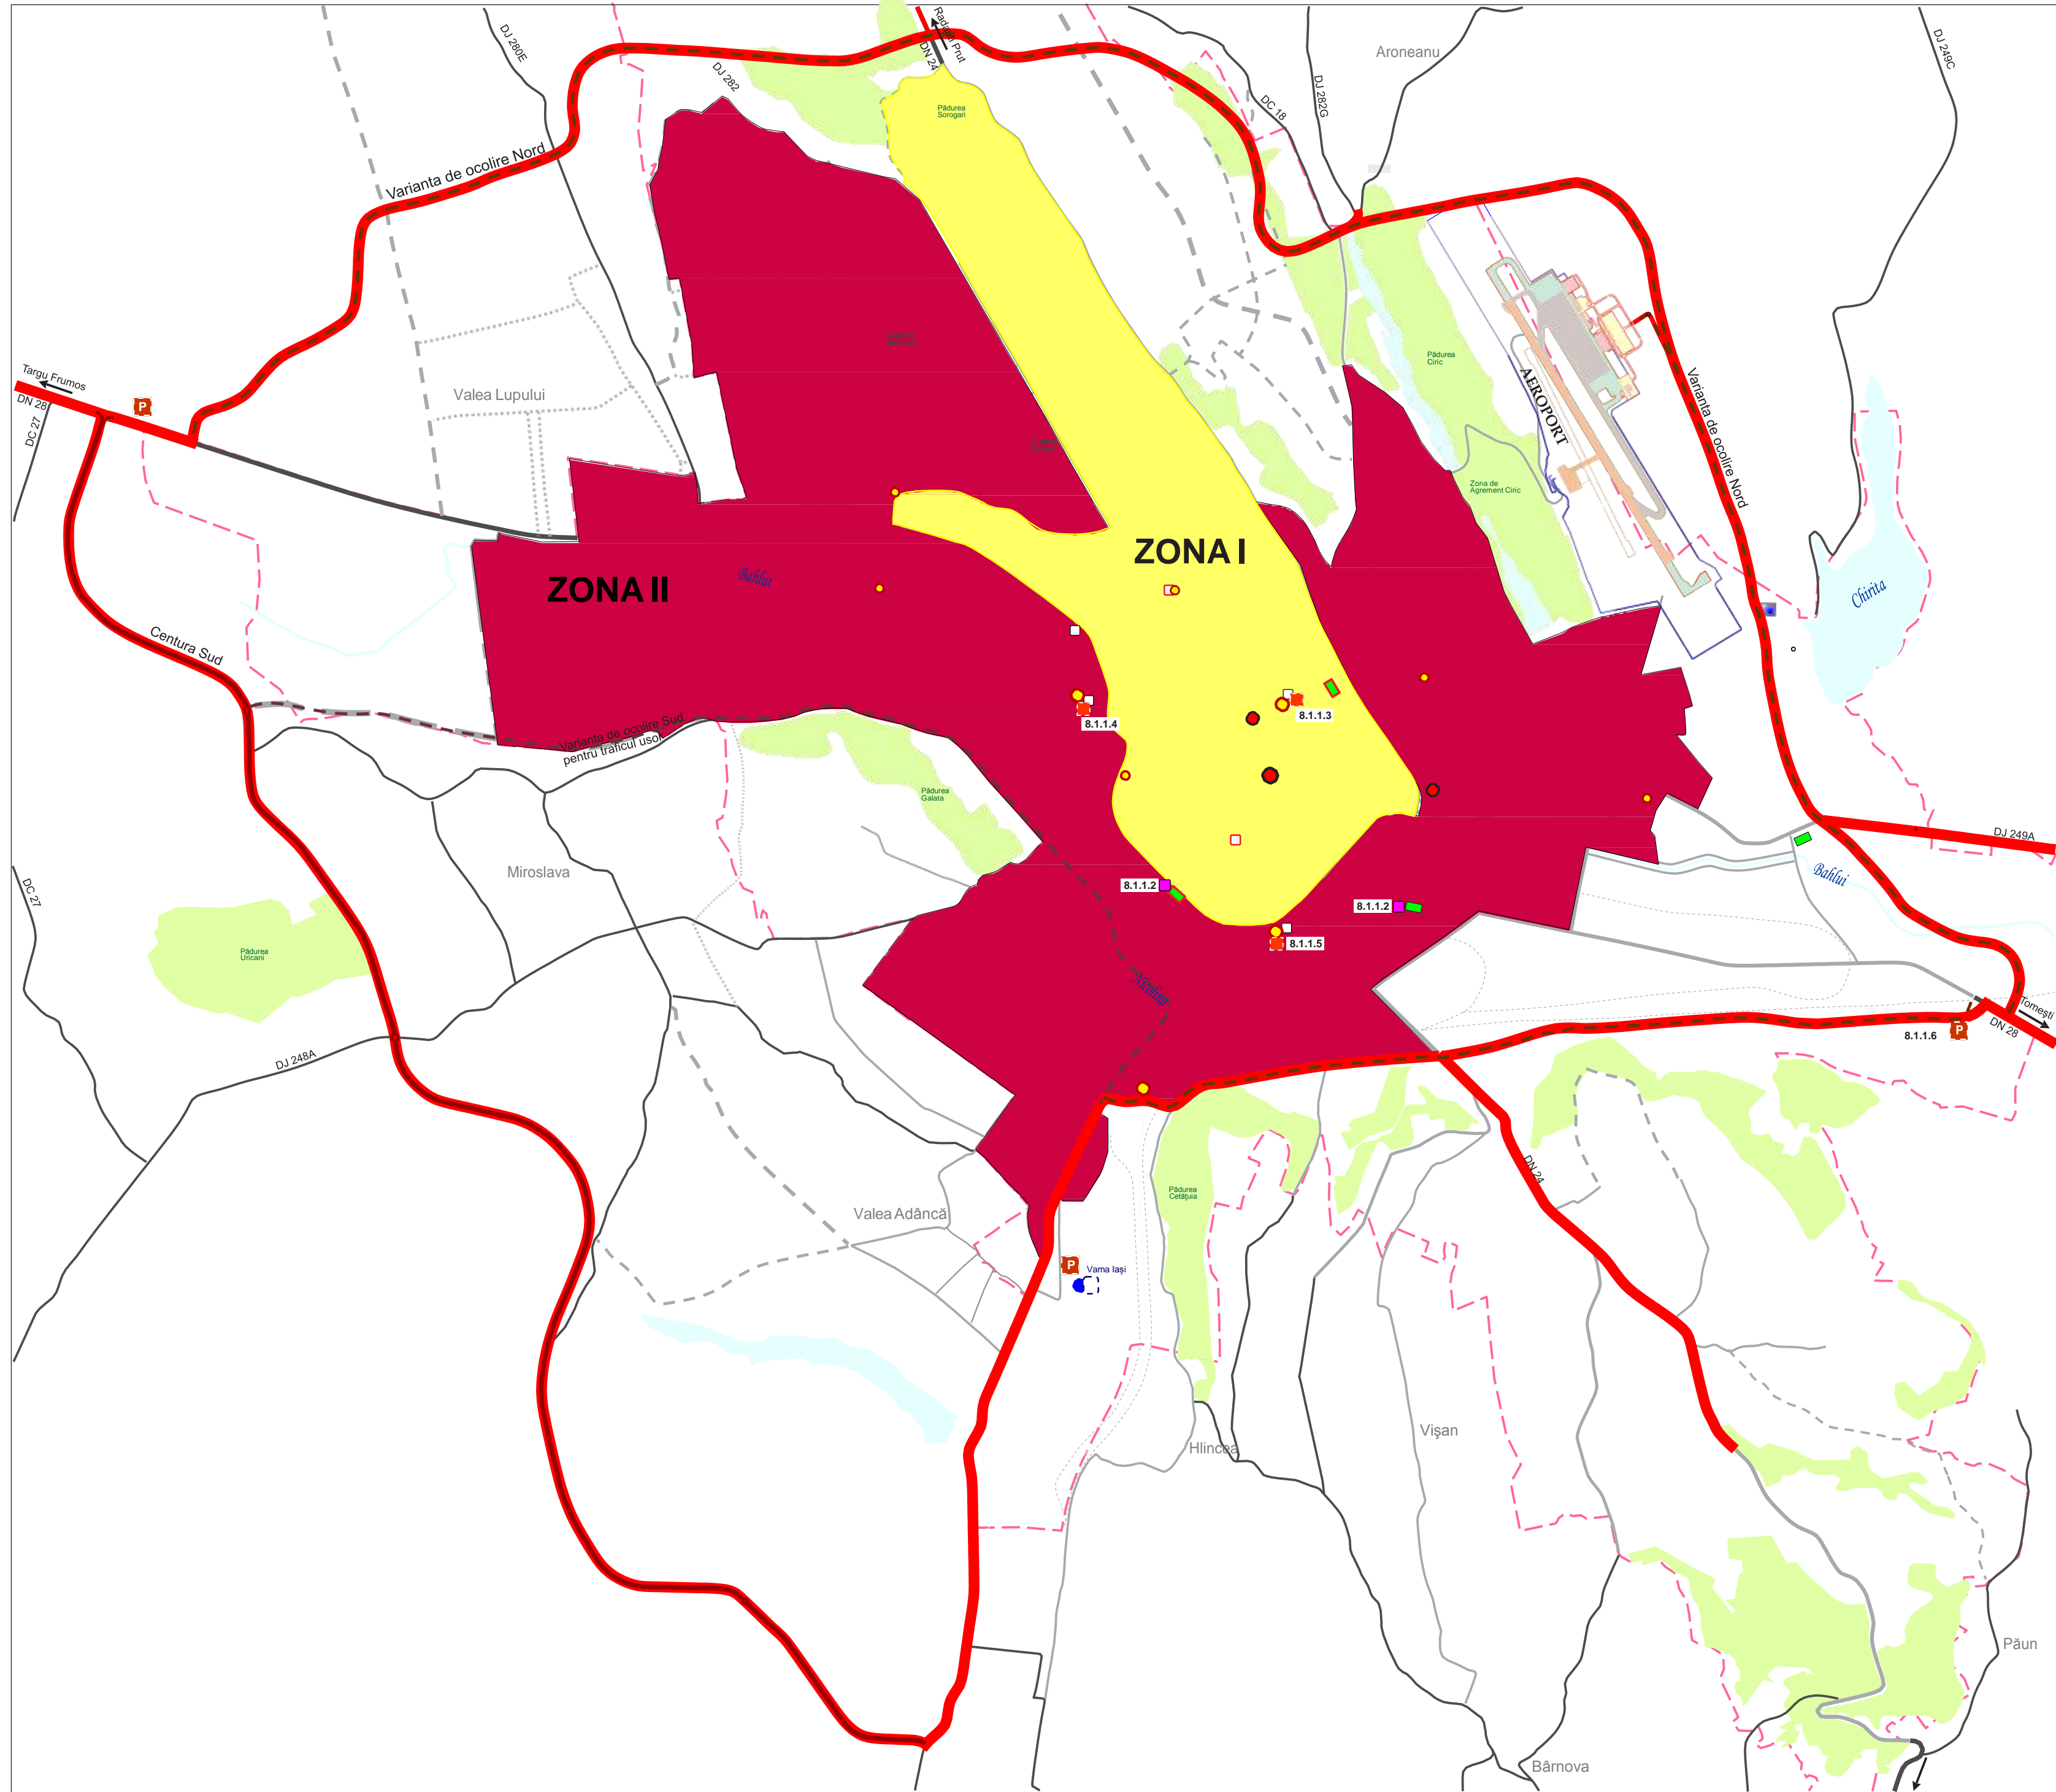 DJ 280E
Radauti Prut
DN 24
Aroneanu
DJ 249C
DJ 282
DC 18
DJ 282G
Pădurea
Sorogari
Varianta de ocolire Nord
Pădurea
Ciric
AEROPORT
Varianta de ocolire Nord
Targu Frumos
DN 28
DC 27
P
Valea Lupului
Zona de
Agrement Ciric
ZONA I
ZONA II
Bahlui
Chirita
Centura Sud
Varianta de ocolire Sud
pentru traficul usor
8.1.1.4
8.1.1.3
Pădurea
Galata
DJ 249A
Miroslava
Bahlui
DC 27
8.1.1.2
8.1.1.2
8.1.1.5
Pădurea
Uricani
Nicolina
Tomești
DN 28
P
8.1.1.6
DJ 248A
DN 24
Pădurea
Cetăţuia
Valea Adâncă
P
Vama Iași
Vişan
Hlincea
Păun
Bârnova